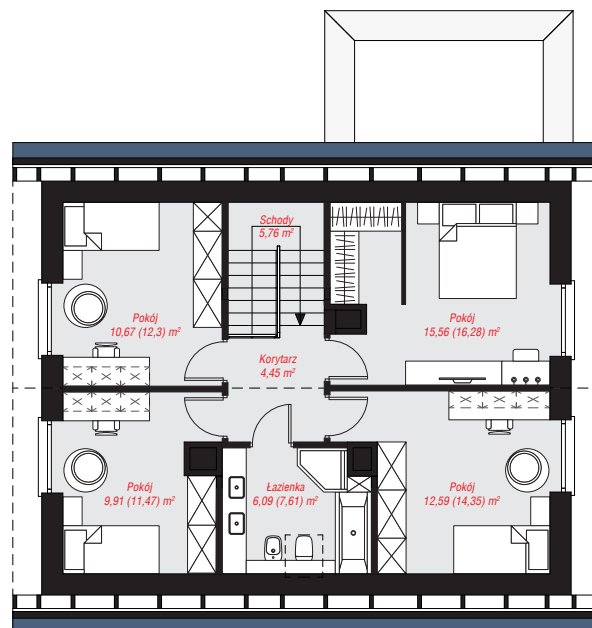 Schody
5,76 m²
Pokój
10,67 (12,3) m²
Pokój
15,56 (16,28) m²
Korytarz
4,45 m²
Pokój
9,91 (11,47) m²
Łazienka
6,09 (7,61) m²
Pokój
12,59 (14,35) m²